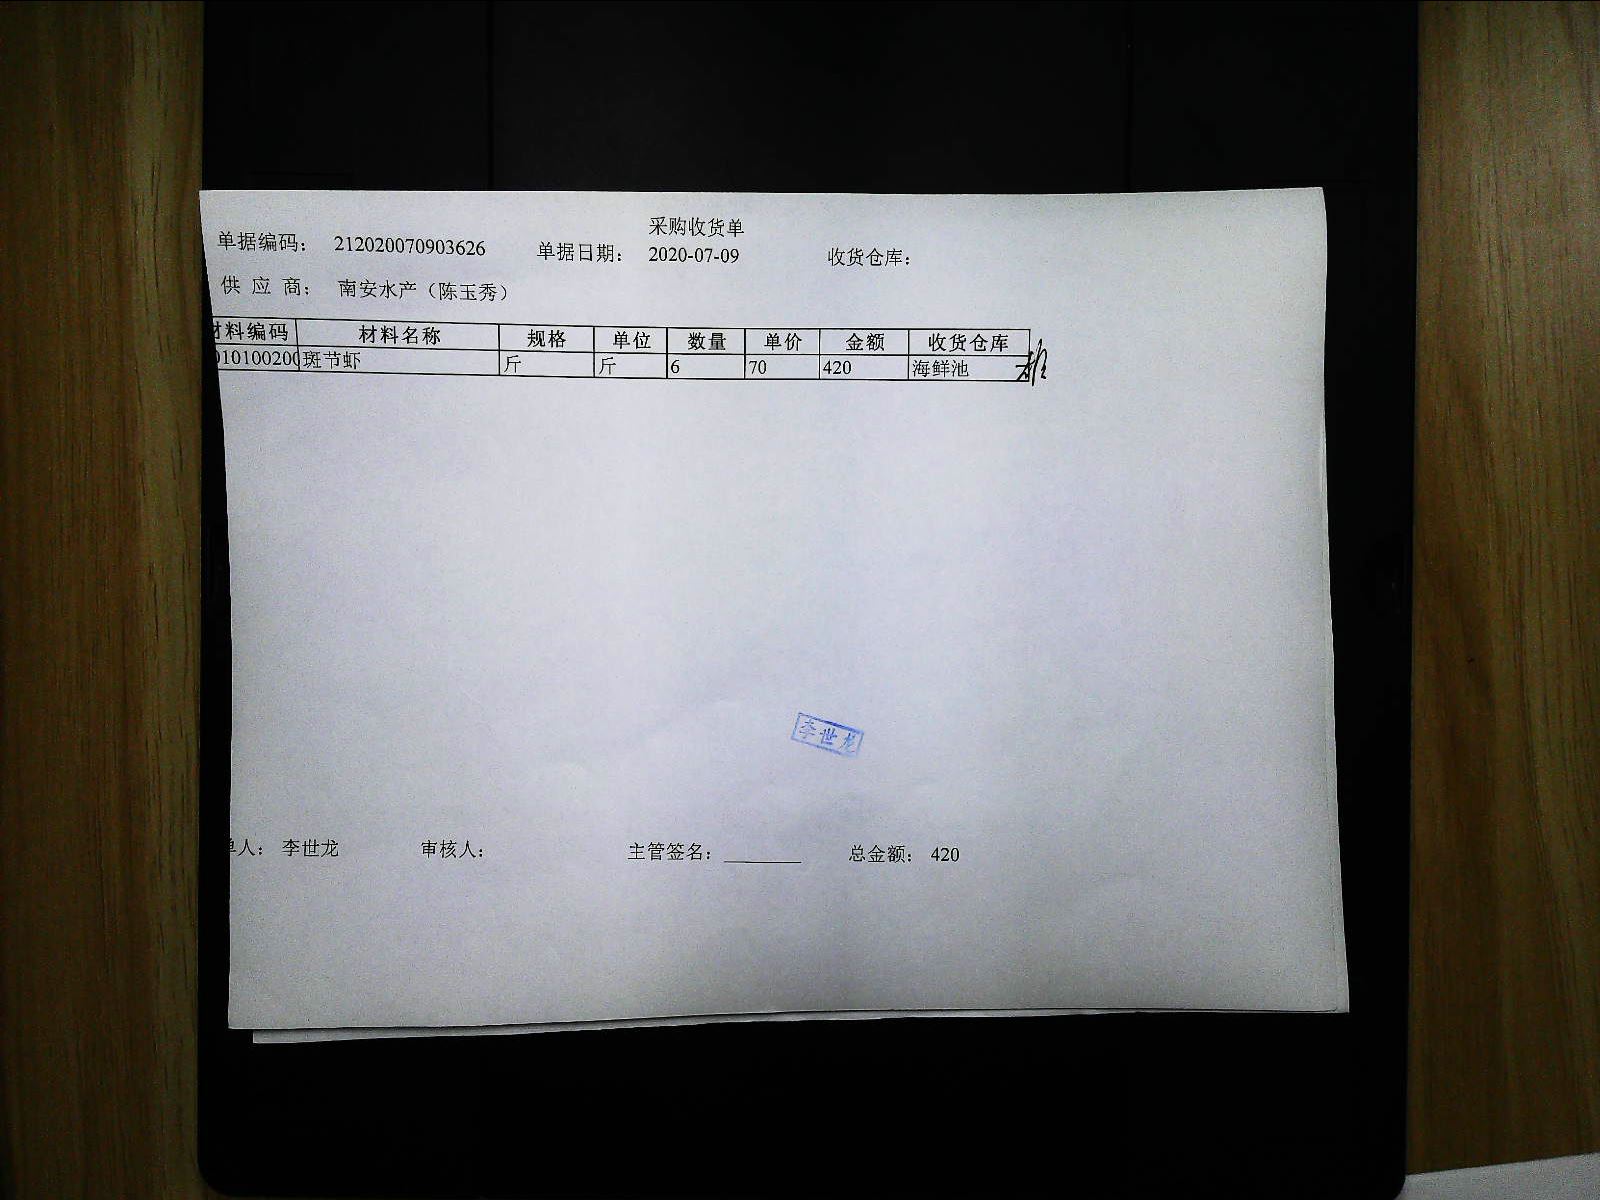 采购收货单
单据编码： 212020070903626 单据日期： 2020-07-09 收货仓库：
供 应 商： 南安水产（陈玉秀）
材料编码 材料名称 规格 单位 数量 单价 金额 收货仓库
010100200 斑节虾 斤 斤 6 70 420 海鲜池
李世龙
单人： 李世龙 审核人： 主管签名： ________ 总金额： 420